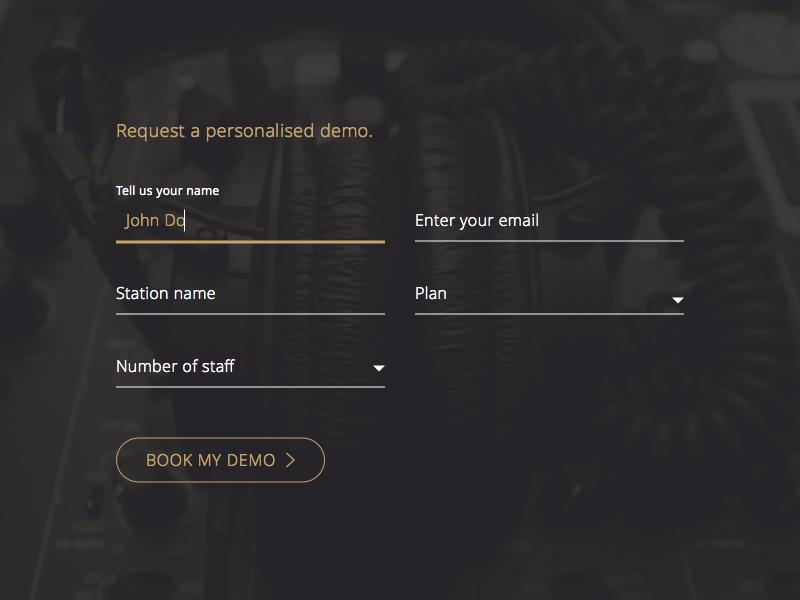 Request a personalised demo.
Tell us your name
John Do
Enter your email
Station name
Plan
Number of staff
BOOK MY DEMO